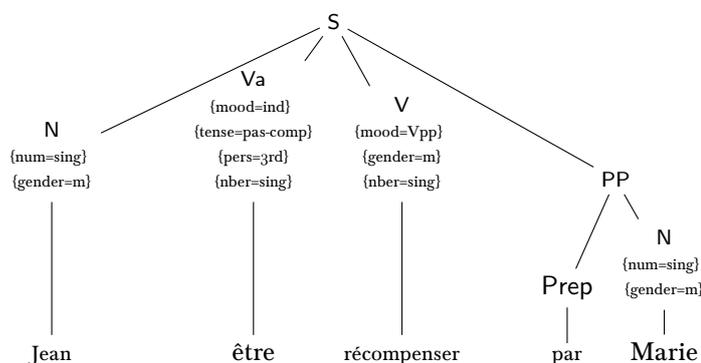 S
Va
{mood=ind}
{tense=pas-comp}
{pers=3rd}
{nber=sing}
V
{mood=Vpp}
{gender=m}
{nber=sing}
N
{num=sing}
{gender=m}
PP
N
{num=sing}
{gender=m}
Prep
Jean être récompenser par Marie